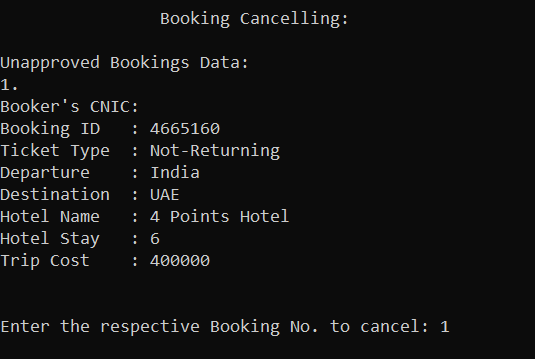 Booking Cancelling:
Unapproved Bookings Data:
1.
Booker's CNIC:
Booking ID   : 4665160
Ticket Type  : Not-Returning
Departure    : India
Destination  : UAE
Hotel Name   : 4 Points Hotel
Hotel Stay   : 6
Trip Cost    : 400000
Enter the respective Booking No. to cancel: 1